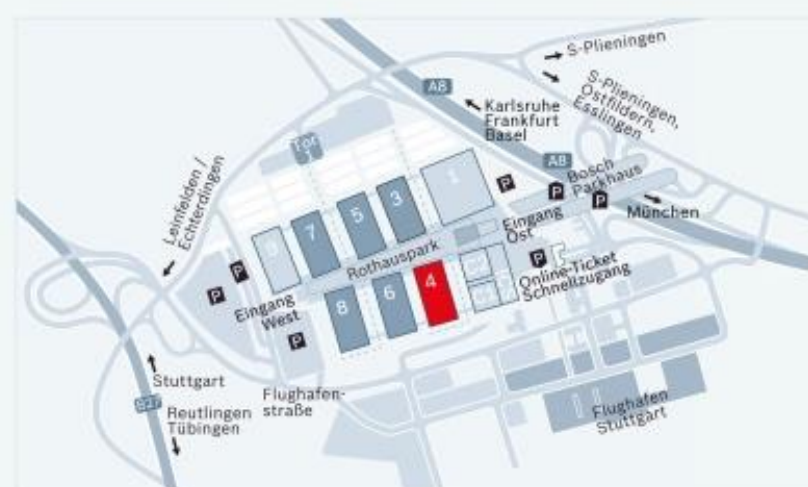 S-Plieningen
S-Plieningen,
Ostfildern,
Esslingen
A8
Karlsruhe
Frankfurt
Basel
A8
Bosch
Parkhaus
P
P
P
München
Tor
1
Leinfelden /
Echterdingen
1
3
5
7
9
Eingang
Ost
Rothauspark
P
Online-Ticket
Schnellzugang
4
6
8
P
P
Eingang
West
P
Stuttgart
Flughafen-
straße
B27
Reutlingen
Tübingen
Flughafen
Stuttgart